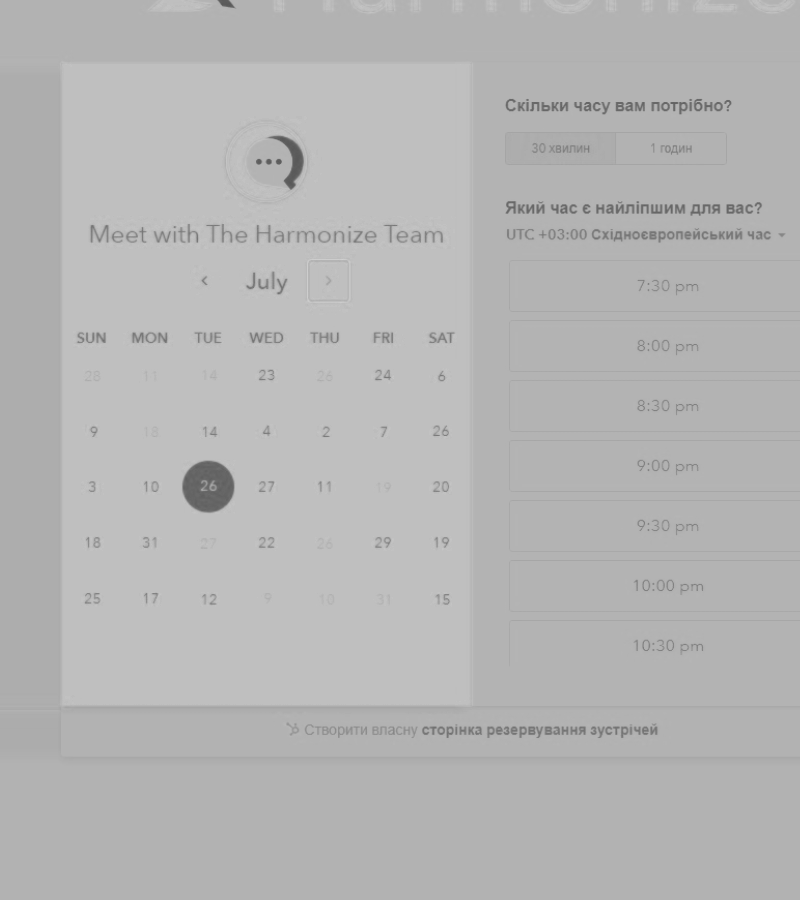 Harmonize
Meet with The Harmonize Team
July
SUN MON TUE WED THU FRI SAT
28 11 14 23 26 24 6
9 18 14 4 2 7 26
3 10 26 27 11 19 20
18 31 27 22 26 29 19
25 17 12 9 10 31 15
Скільки часу вам потрібно?
30 хвилин 1 годин
Який час є найліпшим для вас?
UTC +03:00 Східноєвропейський час
7:30 pm
8:00 pm
8:30 pm
9:00 pm
9:30 pm
10:00 pm
10:30 pm
Створити власну сторінка резервування зустрічей